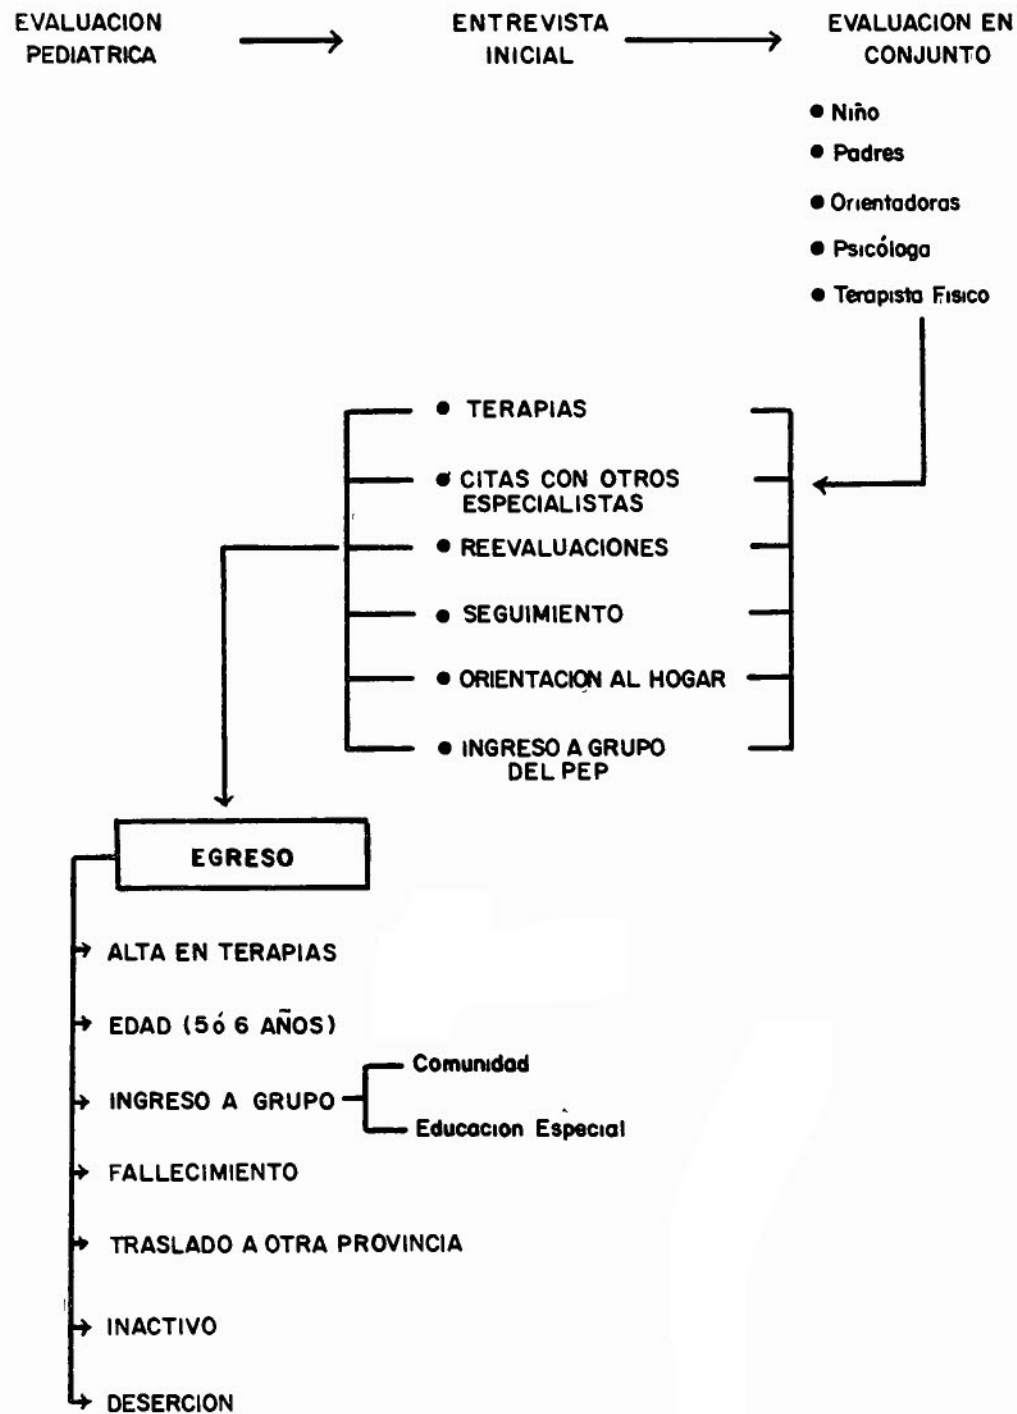 EVALUACION
PEDIATRICA
ENTREVISTA
INICIAL
EVALUACION EN
CONJUNTO
● Niño
● Padres
● Orientadoras
● Psicóloga
● Terapista Fisico
● TERAPIAS
● CITAS CON OTROS
ESPECIALISTAS
● REEVALUACIONES
● SEGUIMIENTO
● ORIENTACION AL HOGAR
● INGRESO A GRUPO
DEL PEP
EGRESO
ALTA EN TERAPIAS
EDAD (5 ó 6 AÑOS)
INGRESO A GRUPO
Comunidad
Educacion Especial
FALLECIMIENTO
TRASLADO A OTRA PROVINCIA
INACTIVO
DESERCION